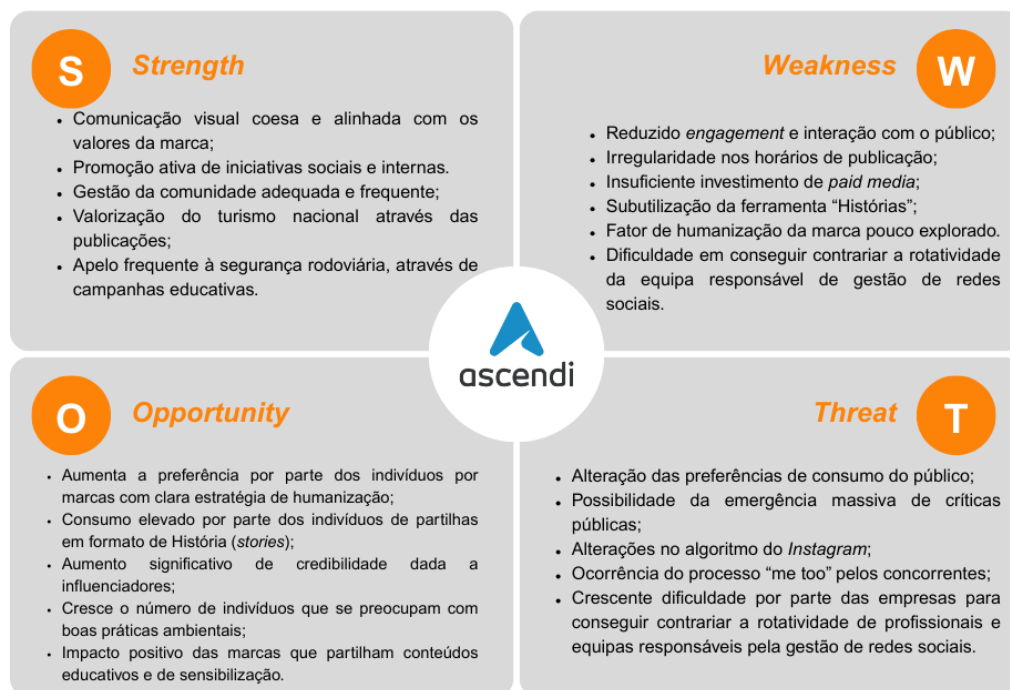 S
Strength
• Comunicação visual coesa e alinhada com os
valores da marca;
• Promoção ativa de iniciativas sociais e internas.
• Gestão da comunidade adequada e frequente;
• Valorização do turismo nacional através das
publicações;
• Apelo frequente à segurança rodoviária, através de
campanhas educativas.
Weakness
W
• Reduzido engagement e interação com o público;
• Irregularidade nos horários de publicação;
• Insuficiente investimento de paid media;
• Subutilização da ferramenta “Histórias”;
• Fator de humanização da marca pouco explorado.
• Dificuldade em conseguir contrariar a rotatividade
da equipa responsável de gestão de redes
sociais.
ascendi
O
Opportunity
• Aumenta a preferência por parte dos indivíduos por
marcas com clara estratégia de humanização;
• Consumo elevado por parte dos indivíduos de partilhas
em formato de História (stories);
• Aumento significativo de credibilidade dada a
influenciadores;
• Cresce o número de indivíduos que se preocupam com
boas práticas ambientais;
• Impacto positivo das marcas que partilham conteúdos
educativos e de sensibilização.
Threat
T
• Alteração das preferências de consumo do público;
• Possibilidade da emergência massiva de críticas
públicas;
• Alterações no algoritmo do Instagram;
• Ocorrência do processo “me too” pelos concorrentes;
• Crescente dificuldade por parte das empresas para
conseguir contrariar a rotatividade de profissionais e
equipas responsáveis pela gestão de redes sociais.